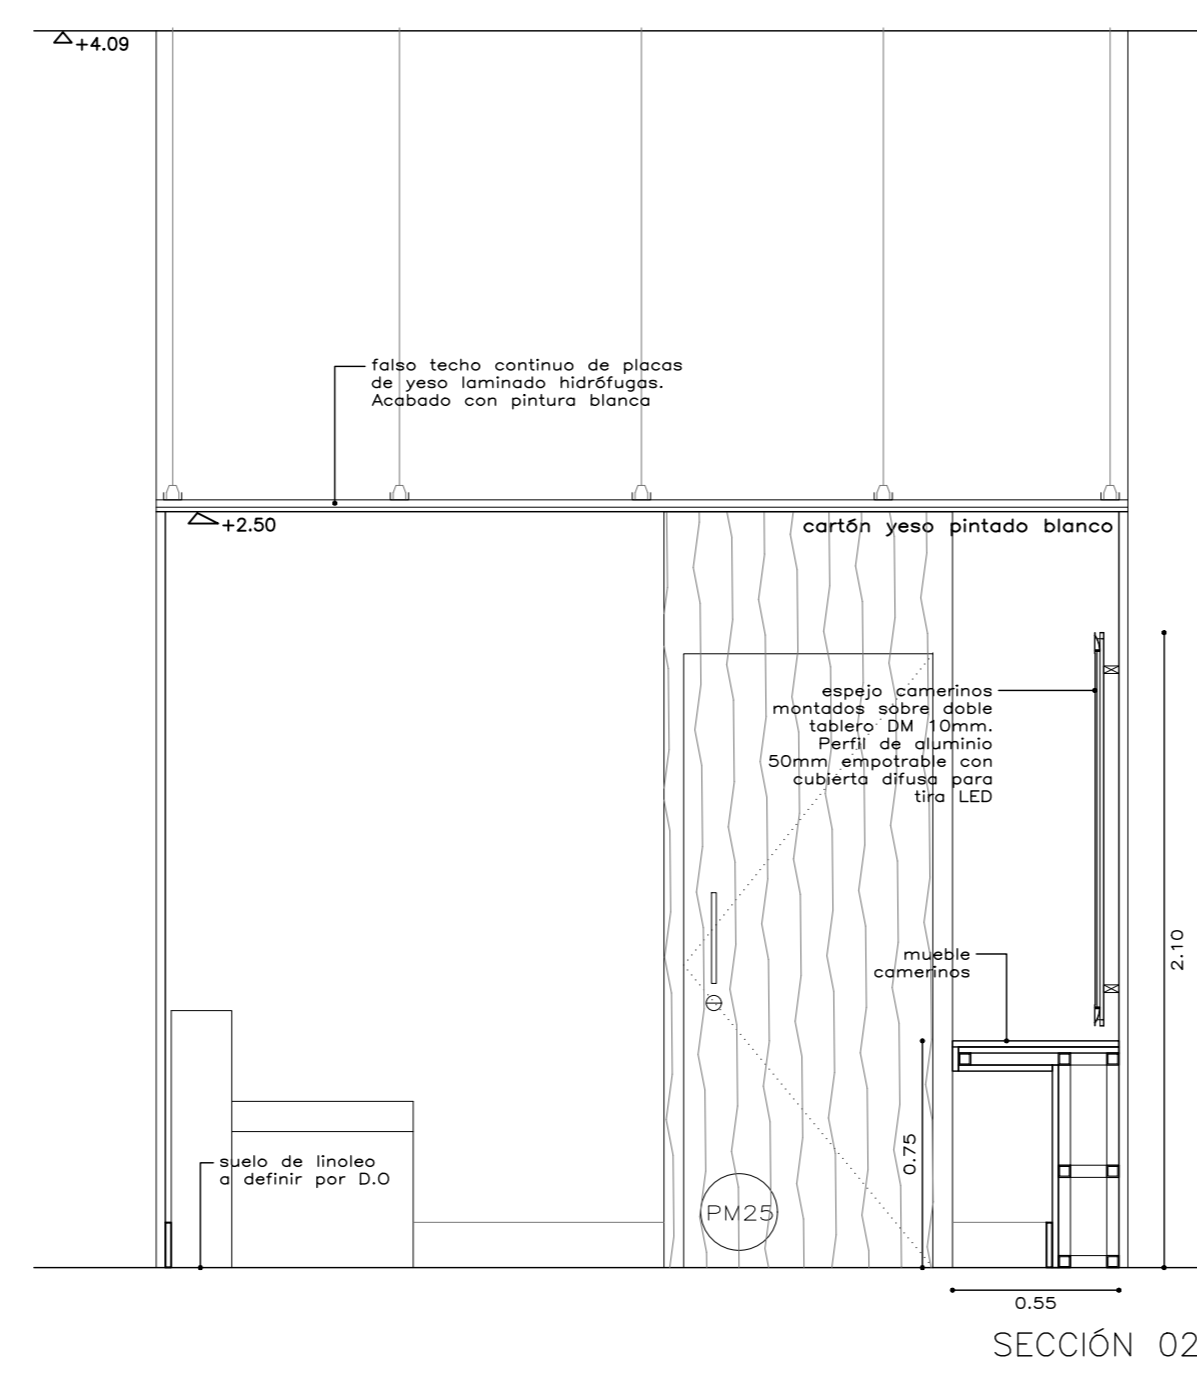 +4.09
falso techo continuo de placas
de yeso laminado hidrófugas.
Acabado con pintura blanca
+2.50
cartón yeso pintado blanco
espejo camerinos
montados sobre doble
tablero DM 10mm.
Perfil de aluminio
50mm empotrable con
cubierta difusa para
tira LED
2.10
mueble
camerinos
0.75
suelo de linoleo
a definir por D.O
PM25
0.55
SECCIÓN 02